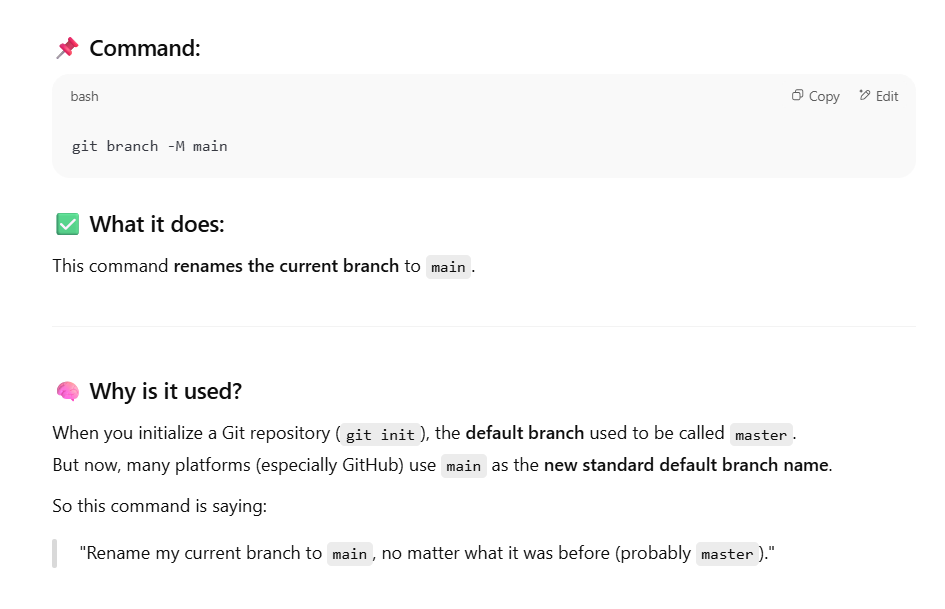 📌 Command:
bash
Copy
Edit
git branch -M main
✅ What it does:
This command renames the current branch to main.
🧠 Why is it used?
When you initialize a Git repository (git init), the default branch used to be called master.
But now, many platforms (especially GitHub) use main as the new standard default branch name.
So this command is saying:
"Rename my current branch to main, no matter what it was before (probably master)."